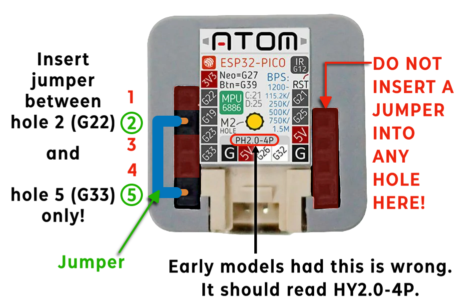 Insert
jumper
between
hole 2 (G22)
and
hole 5 (G33)
only!
1
2
3
4
5
Jumper
ATOM
ESP32-PICO
IR
G12
3V3
Neo=G27
Btn=G39
BPS:
1200-
115.2K
250K
500K
750K
1.5M
RST
MPU
6886
C:21
D:25
G22
G19
G23
G33
G21
G25
5V
G
M2
HOLE
PH2.0-4P
G
5V
G26
G32
DO NOT
INSERT A
JUMPER
INTO
ANY
HOLE
HERE!
Early models had this is wrong.
It should read HY2.0-4P.